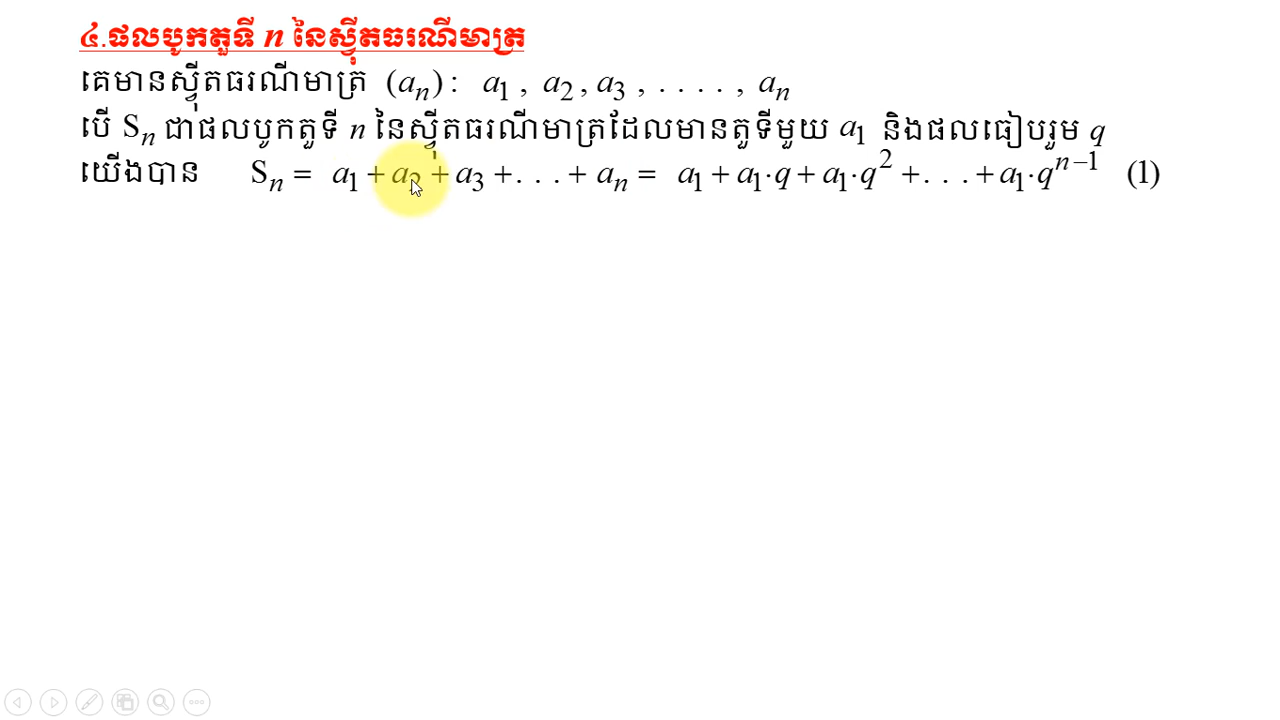 ៤.ផលបូកតួទី n នៃស្វ៊ីតធរណីមាត្រ
គេមានស្វ៊ីតធរណីមាត្រ (aₙ) : a₁ , a₂ , a₃ , . . . . , aₙ
បើ Sₙ ជាផលបូកតួទី n នៃស្វ៊ីតធរណីមាត្រដែលមានតួទីមួយ a₁ និងផលធៀបរួម q
យើងបាន Sₙ = a₁ + a₂ + a₃ + . . . + aₙ = a₁ + a₁·q + a₁·q² + . . . + a₁·qⁿ⁻¹ (1)